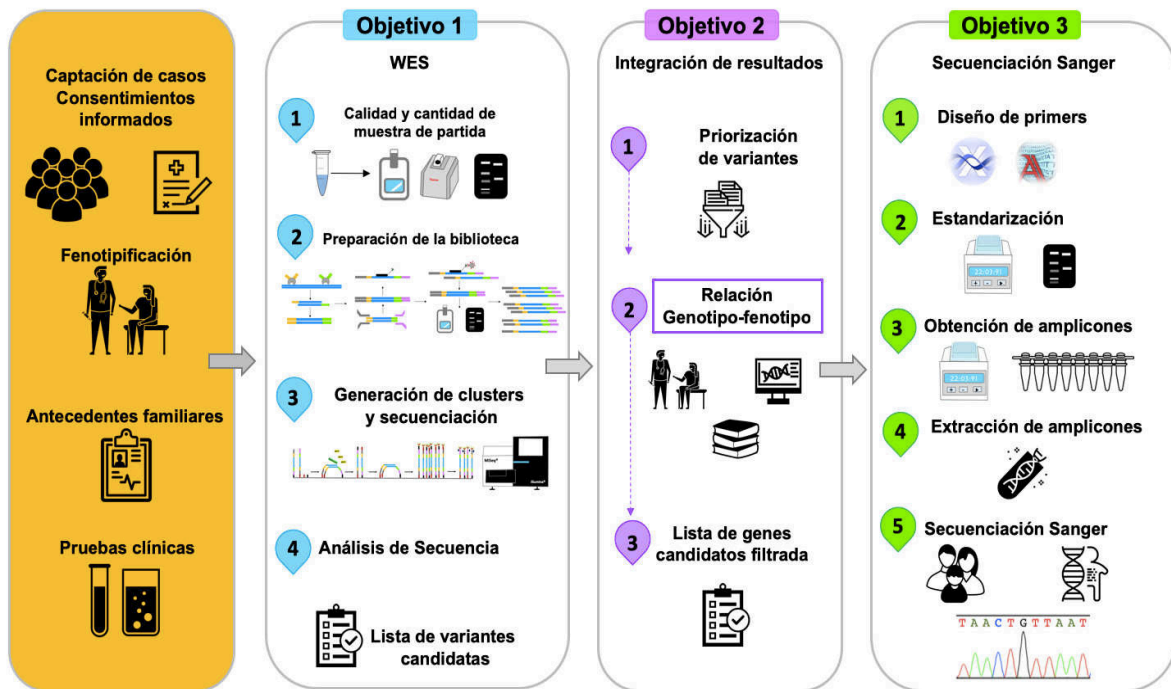 Captación de casos
Consentimientos
informados
Fenotipificación
Antecedentes familiares
Pruebas clínicas
Objetivo 1
WES
1
Calidad y cantidad de
muestra de partida
2
Preparación de la biblioteca
3
Generación de clusters
y secuenciación
4
Análisis de Secuencia
Lista de variantes
candidatas
Objetivo 2
Integración de resultados
1
Priorización
de variantes
2
Relación
Genotipo-fenotipo
3
Lista de genes
candidatos filtrada
Objetivo 3
Secuenciación Sanger
1
Diseño de primers
2
Estandarización
3
Obtención de amplicones
4
Extracción de amplicones
5
Secuenciación Sanger
T A A C T G T T A A T